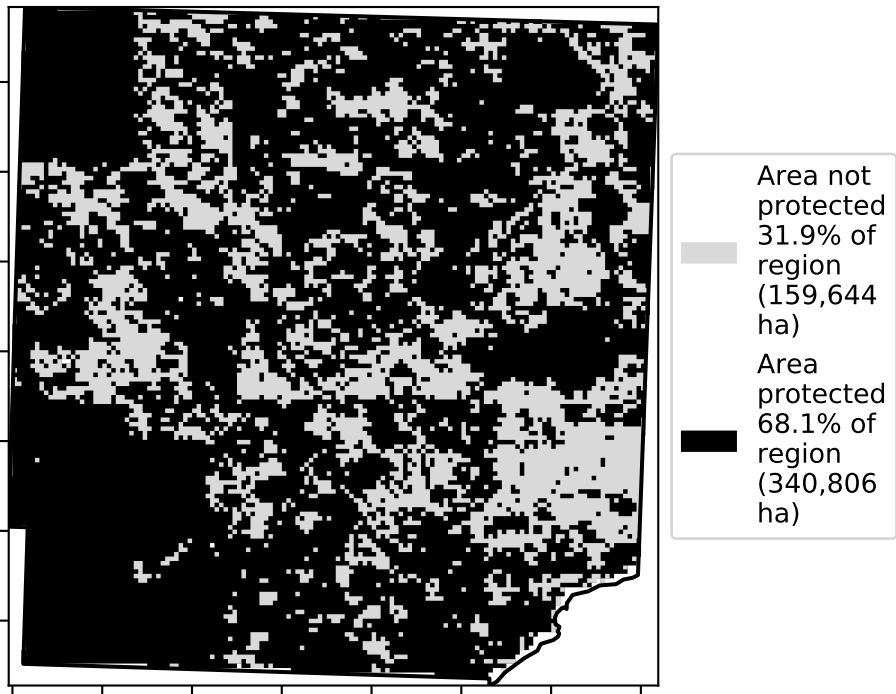 Area not
protected
31.9% of
region
(159,644
ha)
Area
protected
68.1% of
region
(340,806
ha)